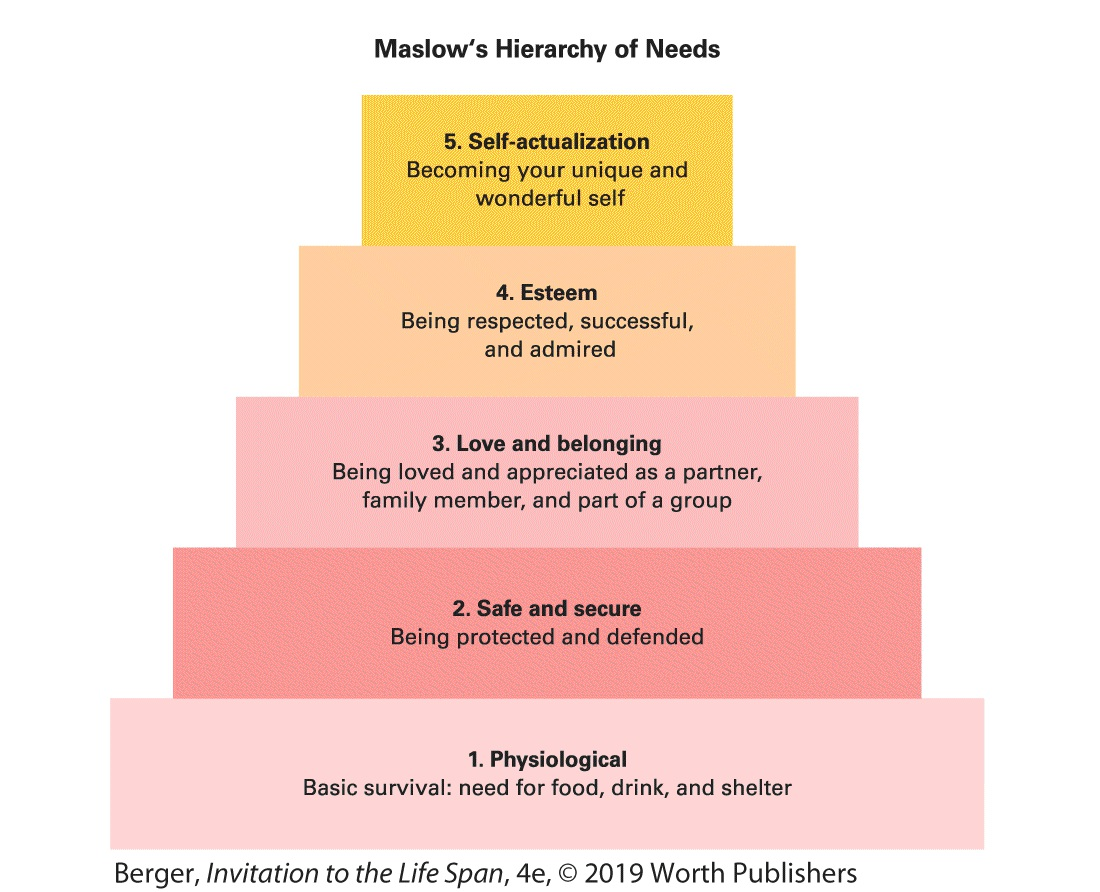 Maslow‘s Hierarchy of Needs
5. Self-actualization
Becoming your unique and
wonderful self
4. Esteem
Being respected, successful,
and admired
3. Love and belonging
Being loved and appreciated as a partner,
family member, and part of a group
2. Safe and secure
Being protected and defended
1. Physiological
Basic survival: need for food, drink, and shelter
Berger, Invitation to the Life Span, 4e, © 2019 Worth Publishers